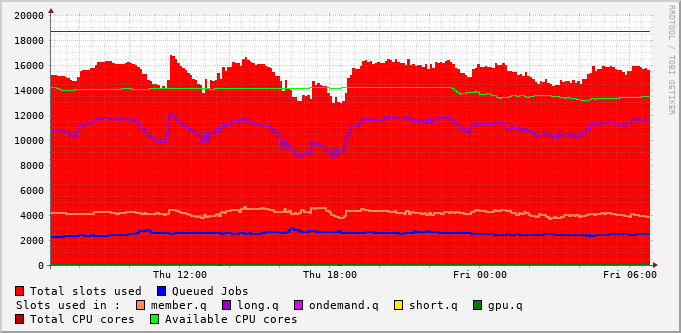 20000
18000
16000
14000
12000
10000
8000
6000
4000
2000
0
Thu 12:00 Thu 18:00 Fri 00:00 Fri 06:00
Total slots used Queued Jobs
Slots used in : member.q long.q ondemand.q short.q gpu.q
Total CPU cores Available CPU cores
RRDTOOL / TOBI OETIKER